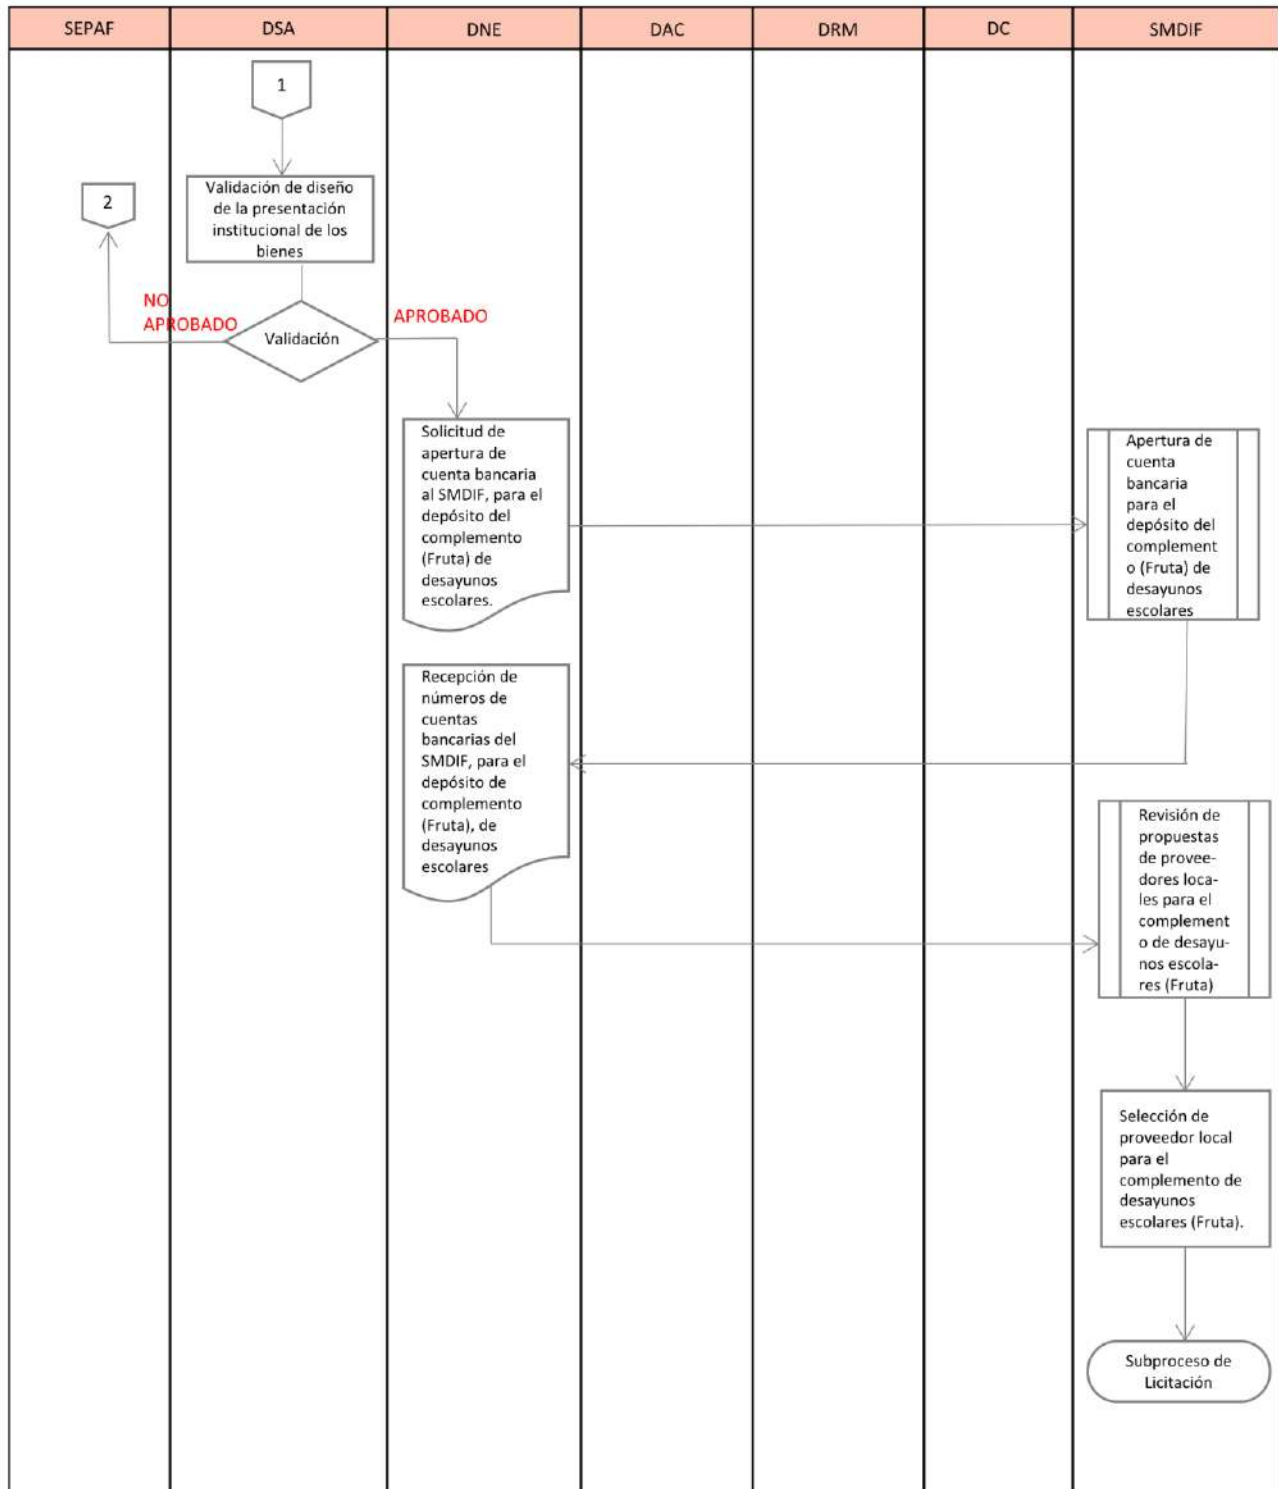 SEPAF
DSA
DNE
DAC
DRM
DC
SMDIF
1
Validación de diseño
de la presentación
institucional de los
bienes
2
NO
APROBADO
Validación
APROBADO
Solicitud de
apertura de
cuenta bancaria
al SMDIF, para el
depósito del
complemento
(Fruta) de
desayunos
escolares.
Apertura de
cuenta
bancaria
para el
depósito del
complement
o (Fruta) de
desayunos
escolares
Recepción de
números de
cuentas
bancarias del
SMDIF, para el
depósito de
complemento
(Fruta), de
desayunos
escolares
Revisión de
propuestas
de provee-
dores loca-
les para el
complement
o de desayu-
nos escola-
res (Fruta)
Selección de
proveedor local
para el
complemento de
desayunos
escolares (Fruta).
Subproceso de
Licitación